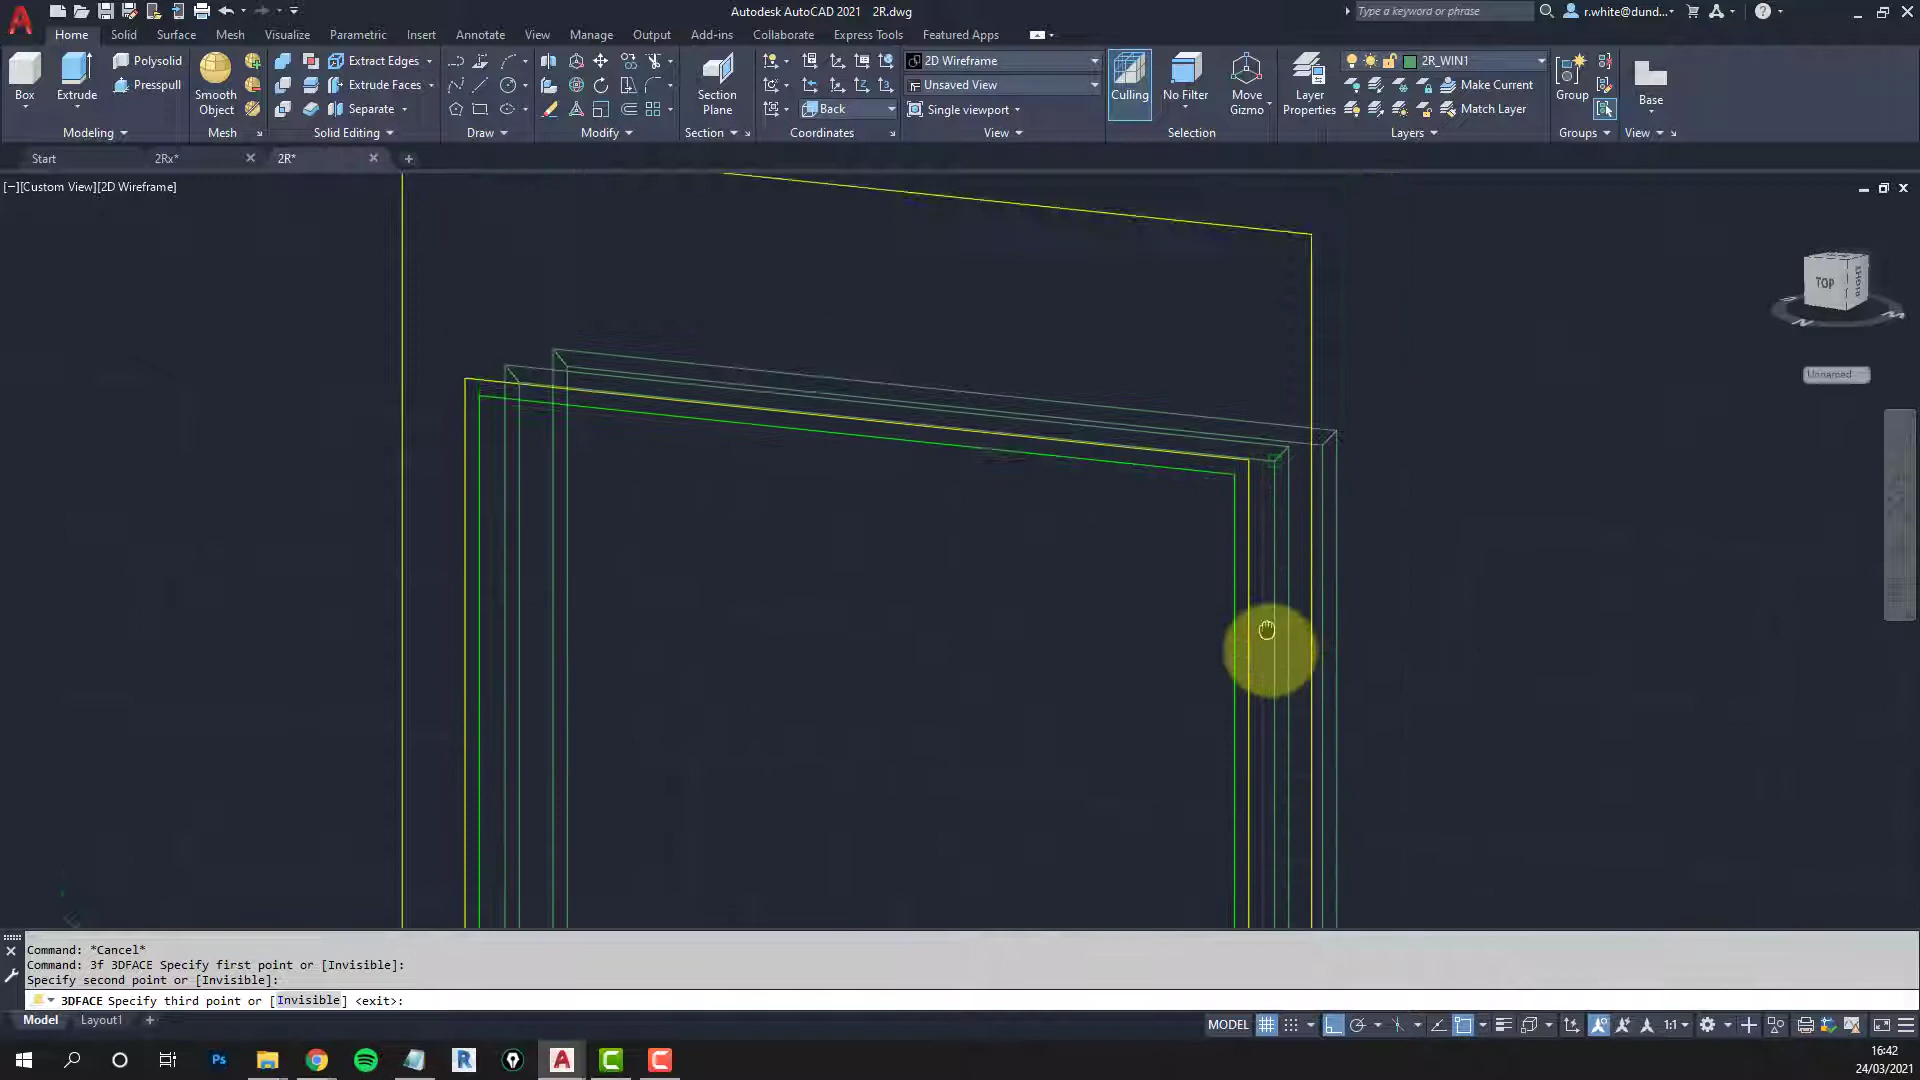 Autodesk AutoCAD 2021 2R.dwg
Type a keyword or phrase
r.white@dund...
Home Solid Surface Mesh Visualize Parametric Insert Annotate View Manage Output Add-ins Collaborate Express Tools Featured Apps
Polysolid
Presspull
Box
Extrude
Smooth
Object
Extract Edges
Extrude Faces
Separate
Section
Plane
Back
2D Wireframe
Unsaved View
Single viewport
Culling
No Filter
Move
Gizmo
Layer
Properties
2R_WIN1
Make Current
Match Layer
Group
Base
Modeling Mesh Solid Editing Draw Modify Section Coordinates View Selection Layers Groups View
Start 2Rx* 2R*
[−][Custom View][2D Wireframe]
TOP
RIGHT
N
Unnamed
Command: *Cancel*
Command: 3f 3DFACE Specify first point or [Invisible]:
Specify second point or [Invisible]:
3DFACE Specify third point or [Invisible] <exit>:
Model Layout1 +
MODEL
1:1
Ps
R
A
C
C
16:42
24/03/2021